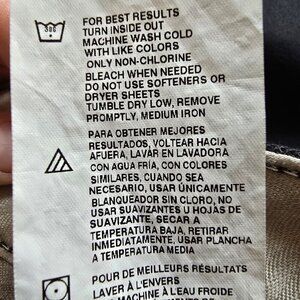 FOR BEST RESULTS
TURN INSIDE OUT
MACHINE WASH COLD
WITH LIKE COLORS
ONLY NON-CHLORINE
BLEACH WHEN NEEDED
DO NOT USE SOFTENERS OR
DRYER SHEETS
TUMBLE DRY LOW, REMOVE
PROMPTLY, MEDIUM IRON
PARA OBTENER MEJORES
RESULTADOS, VOLTEAR HACIA
AFUERA, LAVAR EN LAVADORA
CON AGUA FRÍA, CON COLORES
SIMILARES, CUANDO SEA
NECESARIO, USAR ÚNICAMENTE
BLANQUEADOR SIN CLORO, NO
USAR SUAVIZANTES U HOJAS DE
SUAVIZANTE, SECAR A
TEMPERATURA BAJA, RETIRAR
INMEDIATAMENTE, USAR PLANCHA
A TEMPERATURA MEDIA
POUR DE MEILLEURS RÉSULTATS
LAVER À L'ENVERS
MACHINE À L'EAU FROIDE